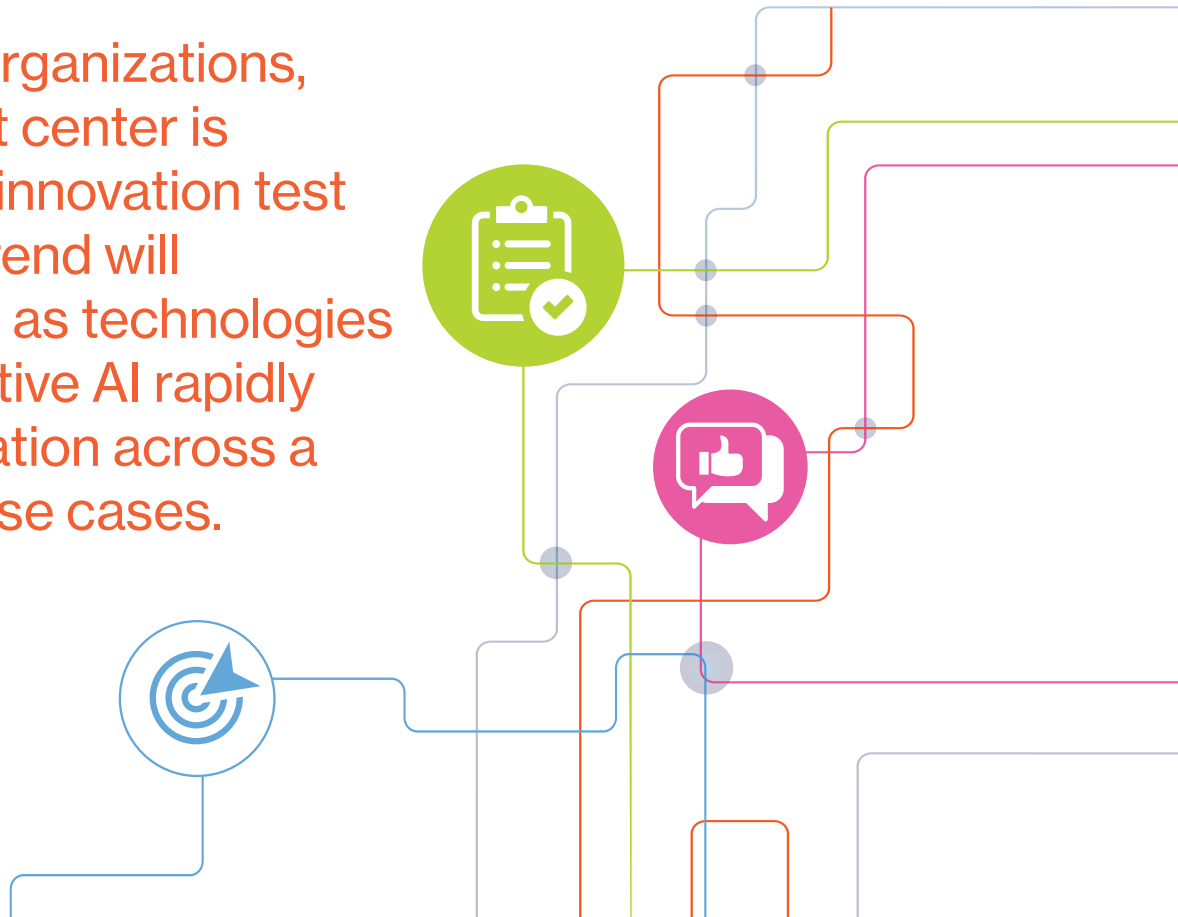 rganizations,
t center is
innovation test
rend will
as technologies
tive AI rapidly
ation across a
se cases.